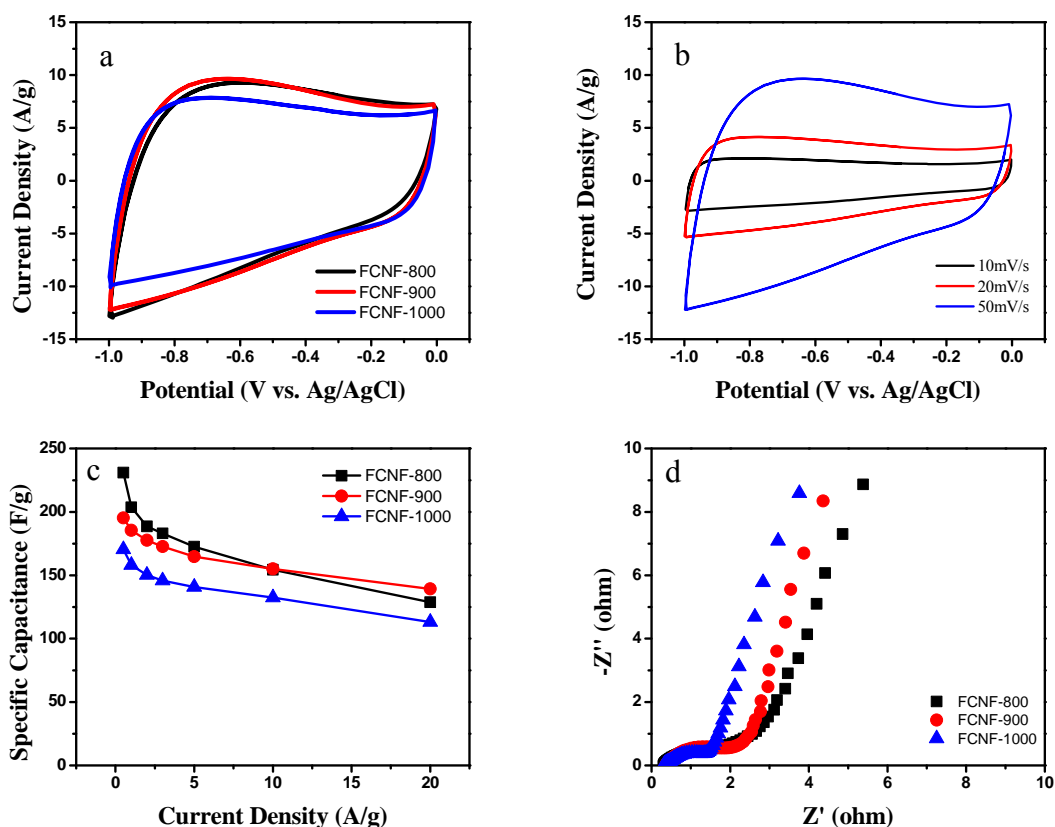 a
15
10
5
0
-5
-10
-15
-1.0 -0.8 -0.6 -0.4 -0.2 0.0
Current Density (A/g)
Potential (V vs. Ag/AgCl)
FCNF-800
FCNF-900
FCNF-1000
b
15
10
5
0
-5
-10
-15
-1.0 -0.8 -0.6 -0.4 -0.2 0.0
Current Density (A/g)
Potential (V vs. Ag/AgCl)
10mV/s
20mV/s
50mV/s
c
250
200
150
100
50
0
0 5 10 15 20
Specific Capacitance (F/g)
Current Density (A/g)
FCNF-800
FCNF-900
FCNF-1000
d
10
8
6
4
2
0
0 2 4 6 8 10
-Z'' (ohm)
Z' (ohm)
FCNF-800
FCNF-900
FCNF-1000